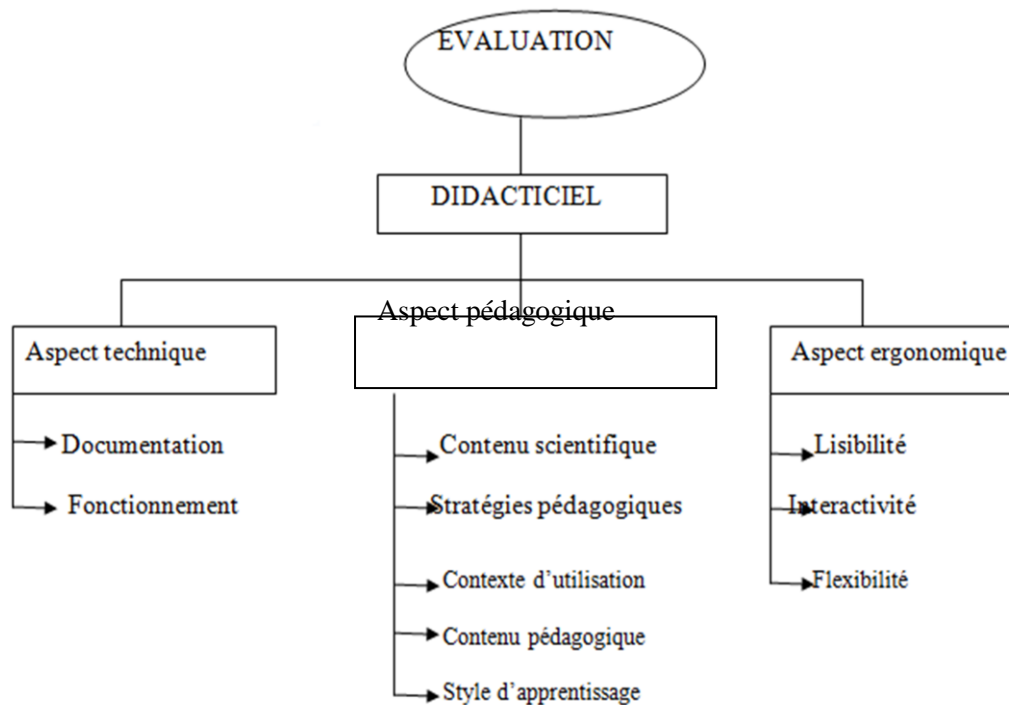 EVALUATION
DIDACTICIEL
Aspect technique
Documentation
Fonctionnement
Aspect pédagogique
Contenu scientifique
Stratégies pédagogiques
Contexte d’utilisation
Contenu pédagogique
Style d’apprentissage
Aspect ergonomique
Lisibilité
Interactivité
Flexibilité